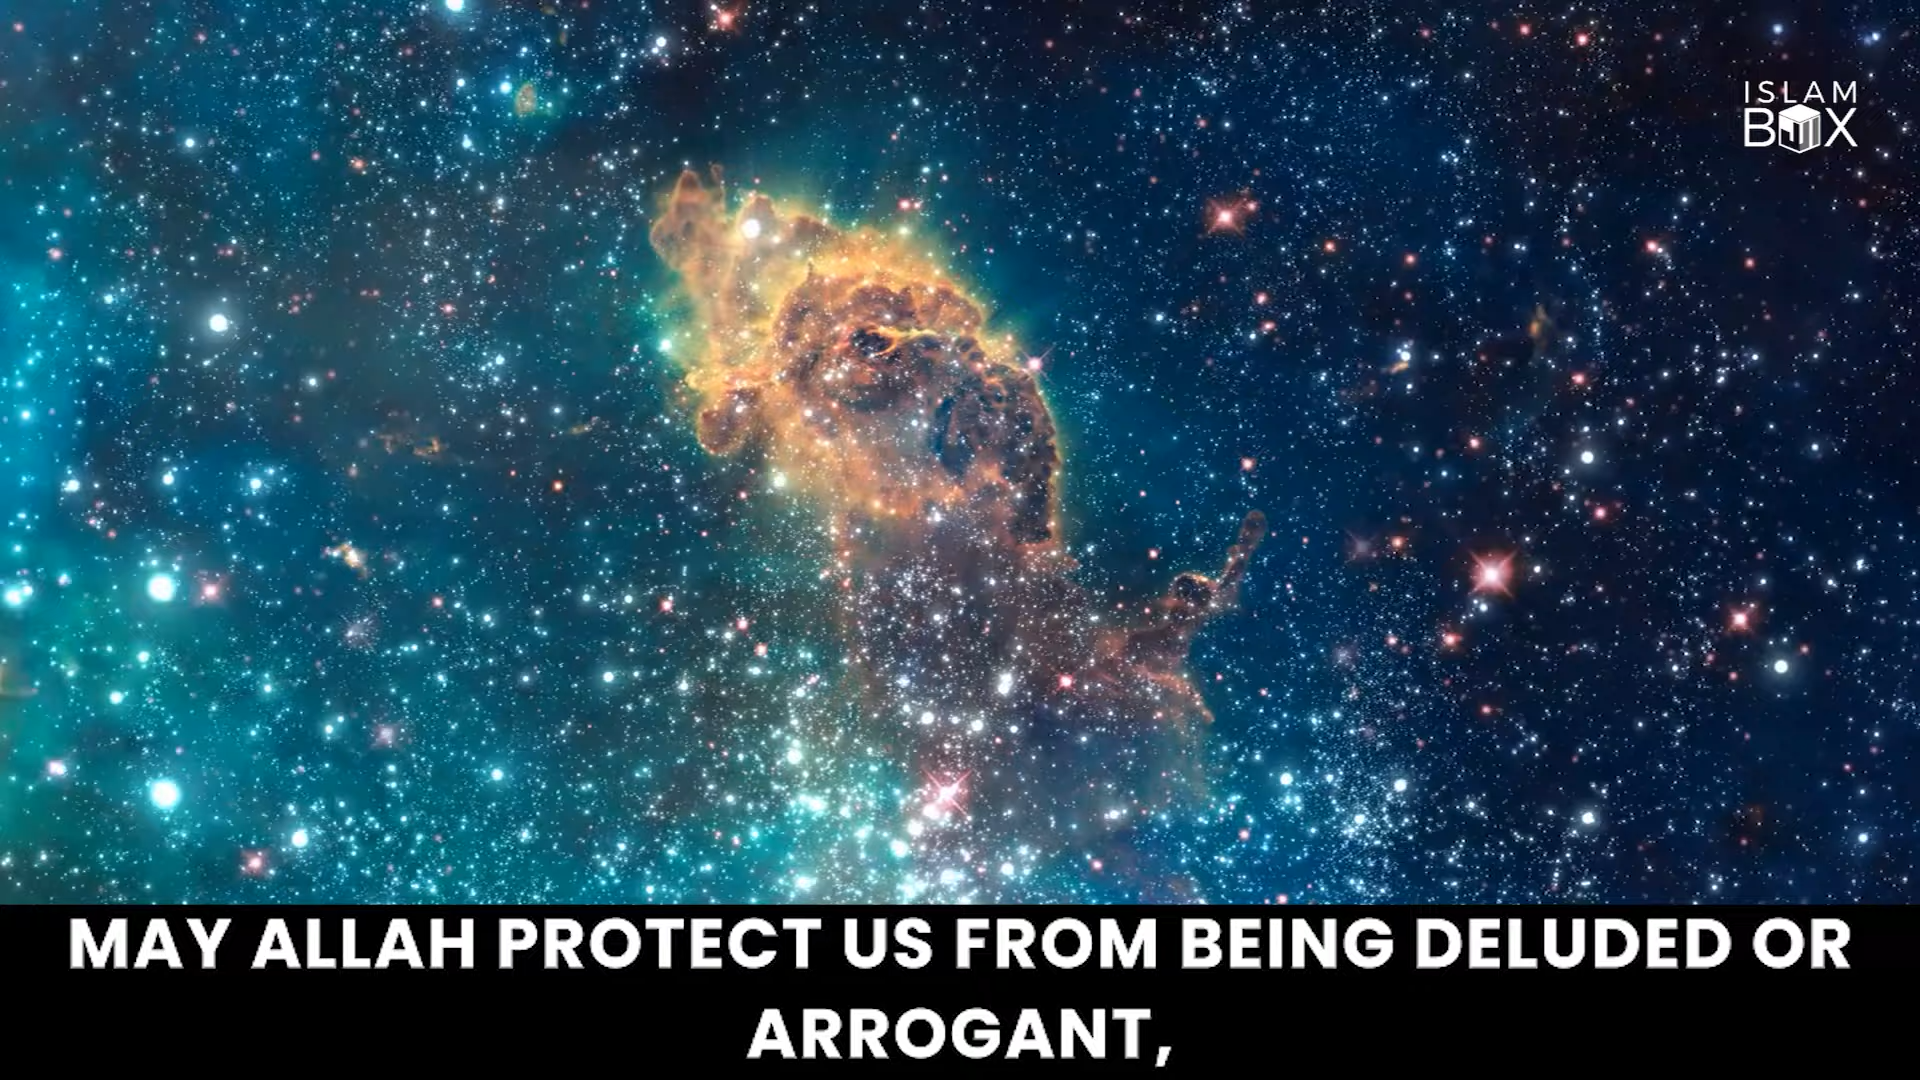 ISLAM
BOX
MAY ALLAH PROTECT US FROM BEING DELUDED OR
ARROGANT,